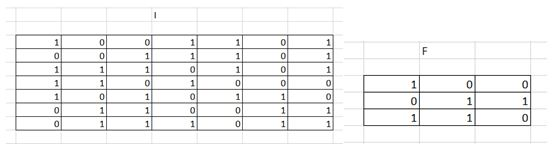 I
1 0 0 1 1 0 1
0 0 1 1 1 0 1
1 1 1 0 1 0 1
1 1 0 1 0 0 0
1 0 1 0 1 1 0
0 1 1 0 0 1 1
0 1 1 1 0 1 1
F
1 0 0
0 1 1
1 1 0